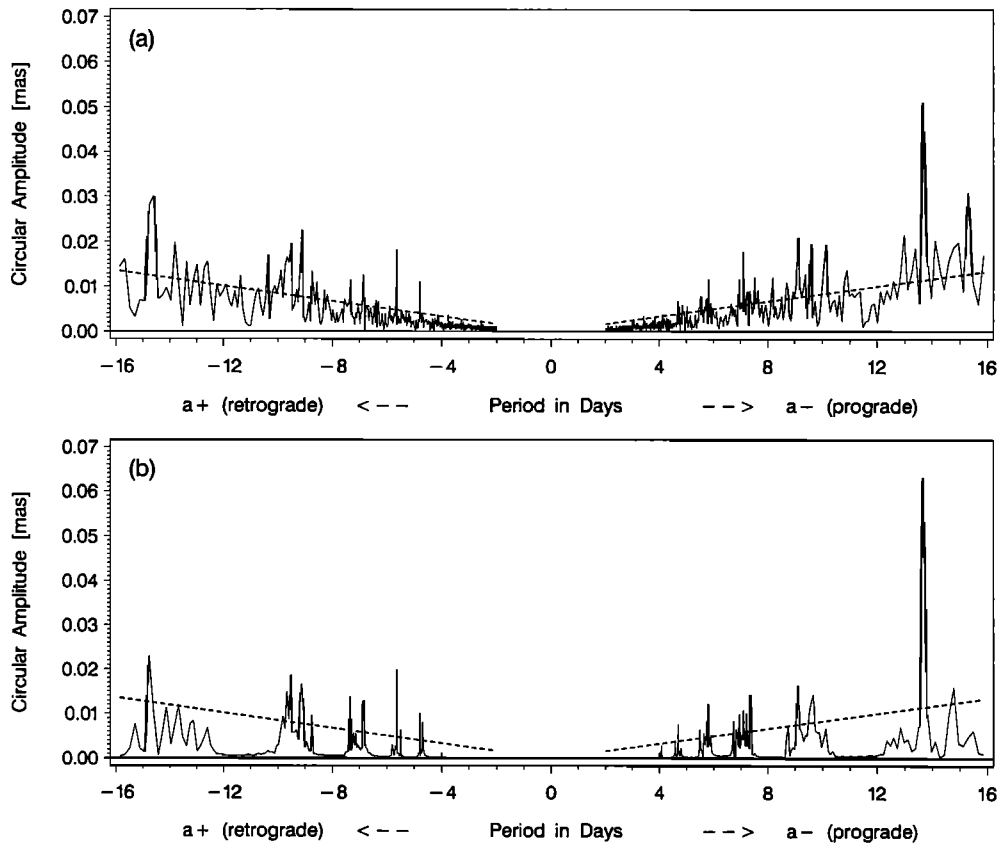 (a)
Circular Amplitude [mas]
0.07
0.06
0.05
0.04
0.03
0.02
0.01
0.00
−16 −12 −8 −4 0 4 8 12 16
a+ (retrograde) <−−− Period in Days −−−> a− (prograde)
(b)
Circular Amplitude [mas]
0.07
0.06
0.05
0.04
0.03
0.02
0.01
0.00
−16 −12 −8 −4 0 4 8 12 16
a+ (retrograde) <−−− Period in Days −−−> a− (prograde)